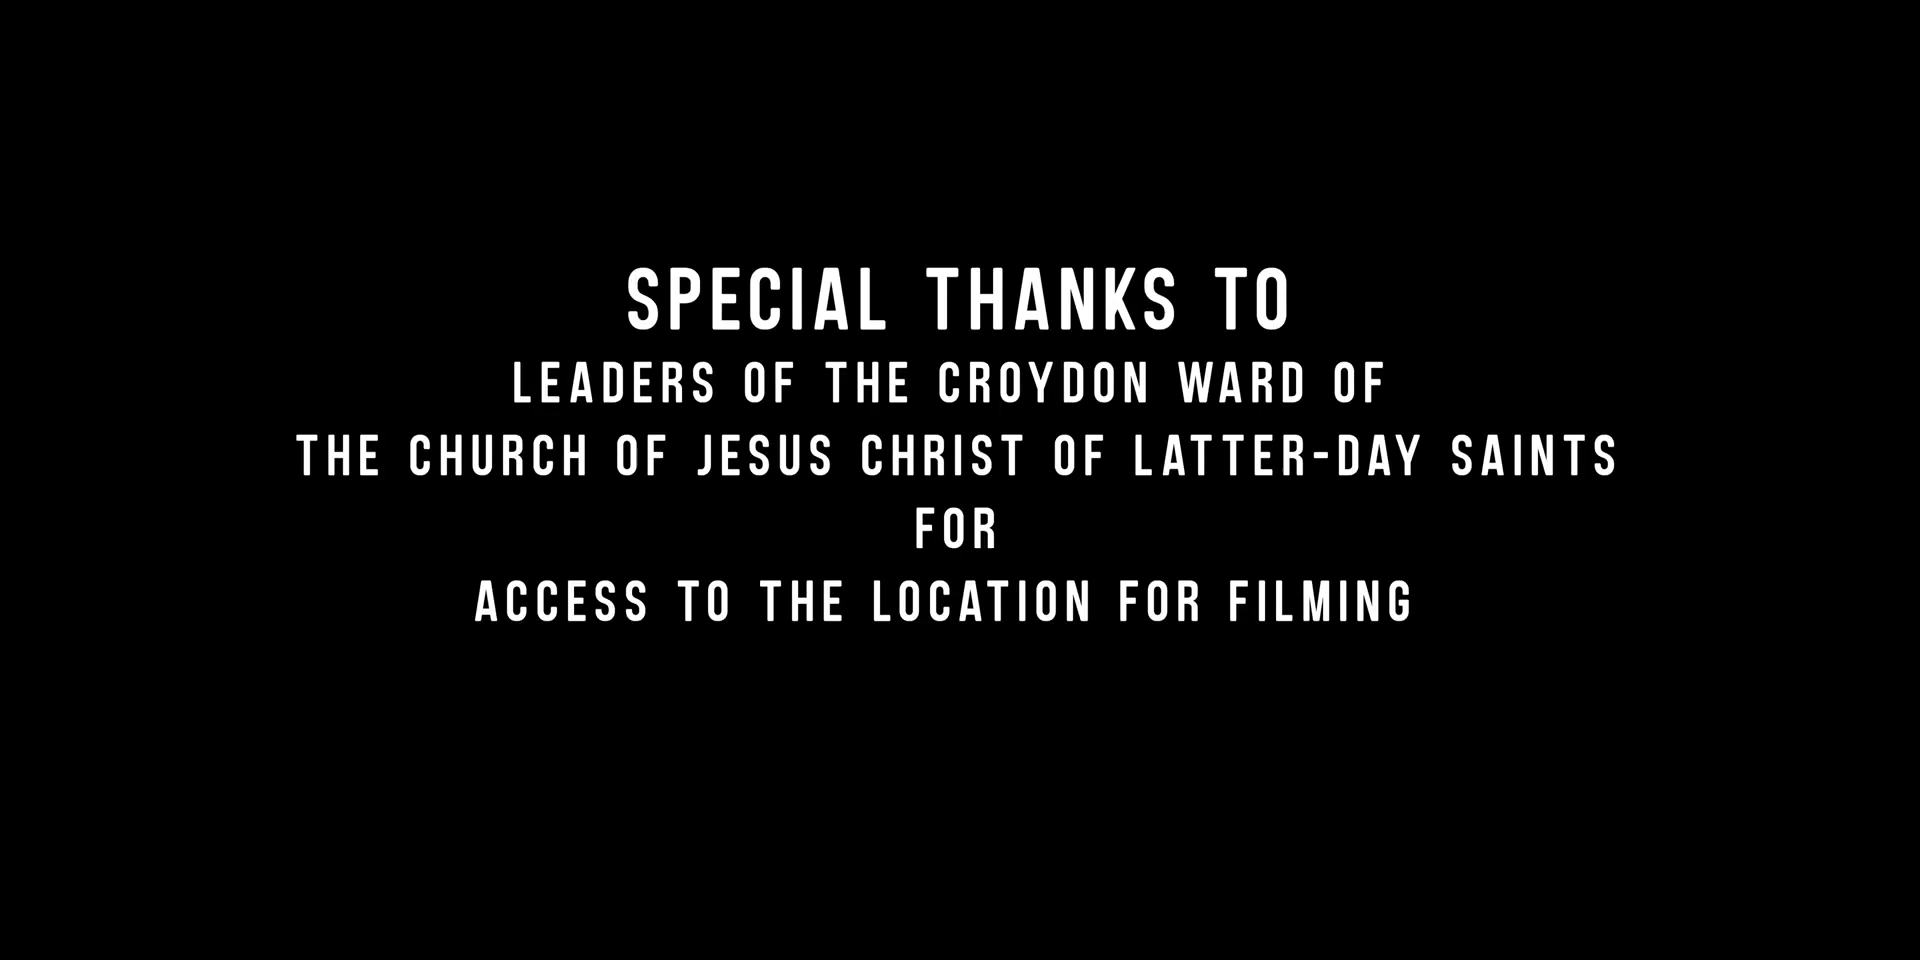 SPECIAL THANKS TO
LEADERS OF THE CROYDON WARD OF
THE CHURCH OF JESUS CHRIST OF LATTER-DAY SAINTS
FOR
ACCESS TO THE LOCATION FOR FILMING